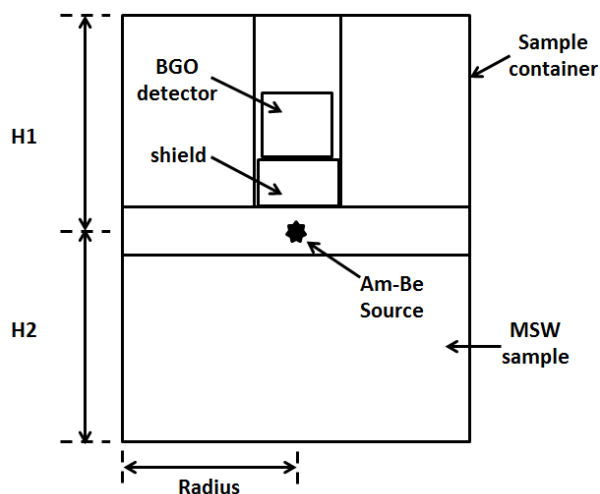 BGO
detector
Sample
container
H1
shield
Am-Be
Source
H2
MSW
sample
Radius